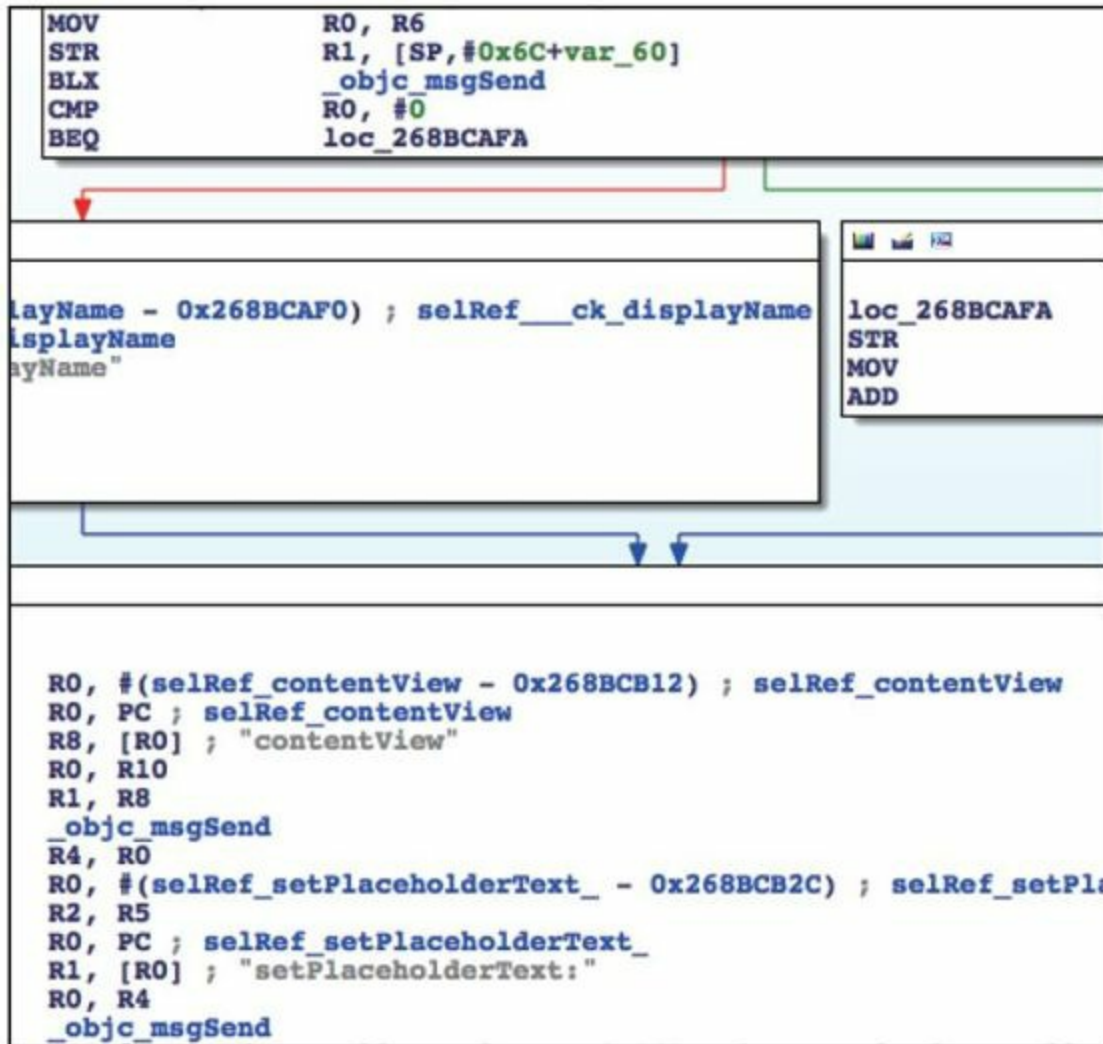 MOV R0, R6
STR R1, [SP,#0x6C+var_60]
BLX _objc_msgSend
CMP R0, #0
BEQ loc_268BCAFA
layName - 0x268BCAF0) ; selRef___ck_displayName
isplayName
ayName"
loc_268BCAFA
STR
MOV
ADD
R0, #(selRef_contentView - 0x268BCB12) ; selRef_contentView
R0, PC ; selRef_contentView
R8, [R0] ; "contentView"
R0, R10
R1, R8
_objc_msgSend
R4, R0
R0, #(selRef_setPlaceholderText_ - 0x268BCB2C) ; selRef_setPla
R2, R5
R0, PC ; selRef_setPlaceholderText_
R1, [R0] ; "setPlaceholderText:"
R0, R4
_objc_msgSend